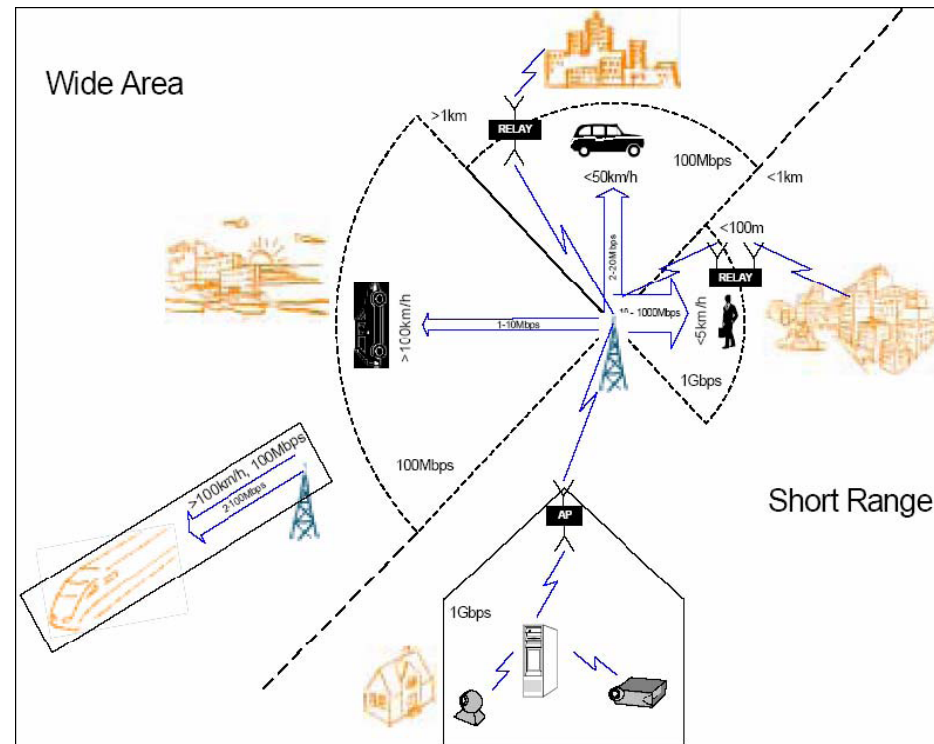 Wide Area
>1km
RELAY
100Mbps
<50km/h
<1km
<100m
RELAY
2-20Mbps
10 - 1000Mbps
<5km/h
1-10Mbps
>100km/h
1Gbps
100Mbps
>100km/h, 100Mbps
2-100Mbps
Short Range
AP
1Gbps